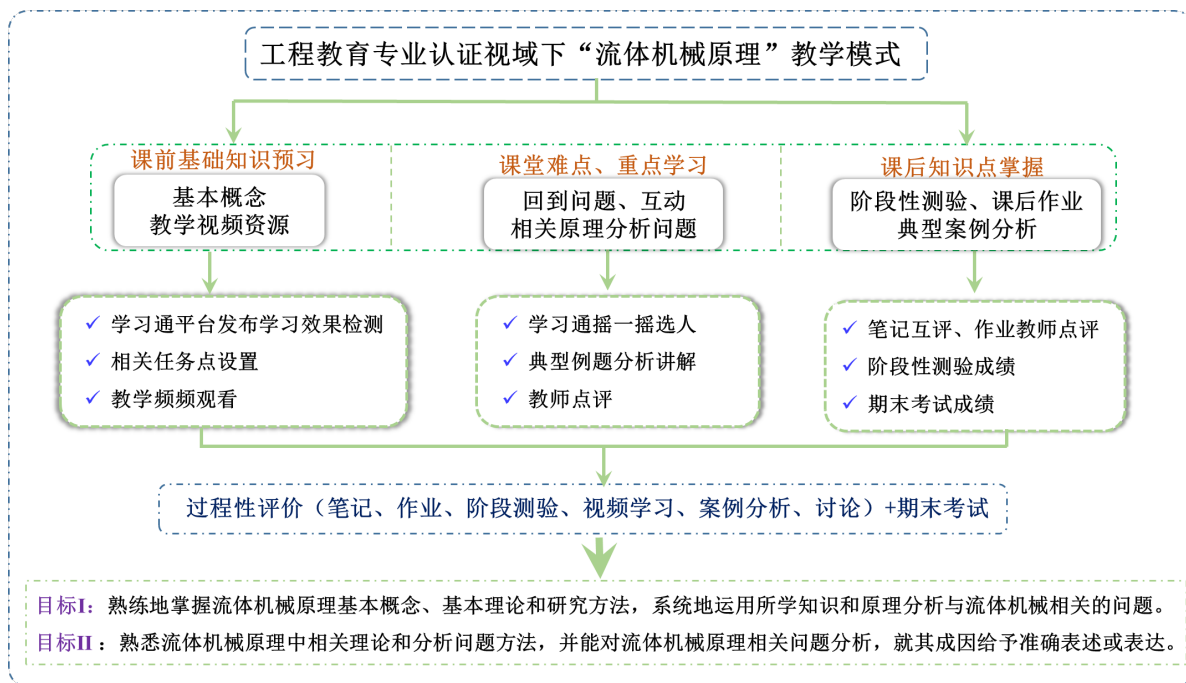 工程教育专业认证视域下“流体机械原理”教学模式
课前基础知识预习
基本概念
教学视频资源
课堂难点、重点学习
回到问题、互动
相关原理分析问题
课后知识点掌握
阶段性测验、课后作业
典型案例分析
学习通平台发布学习效果检测
相关任务点设置
教学频频观看
学习通摇一摇选人
典型例题分析讲解
教师点评
笔记互评、作业教师点评
阶段性测验成绩
期末考试成绩
过程性评价（笔记、作业、阶段测验、视频学习、案例分析、讨论）+期末考试
目标I：熟练地掌握流体机械原理基本概念、基本理论和研究方法，系统地运用所学知识和原理分析与流体机械相关的问题。
目标II：熟悉流体机械原理中相关理论和分析问题方法，并能对流体机械原理相关问题分析，就其成因给予准确表述或表达。